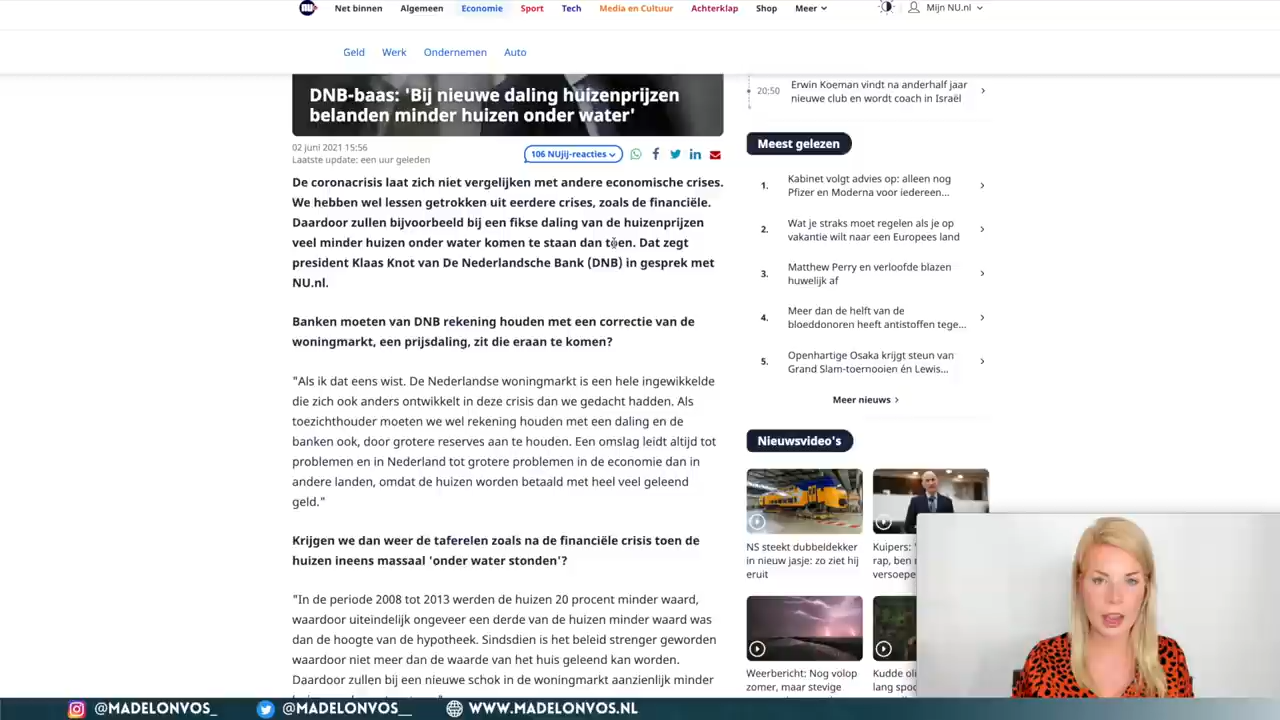 NU
Net binnen
Algemeen
Economie
Sport
Tech
Media en Cultuur
Achterklap
Shop
Meer
Mijn NU.nl
Geld
Werk
Ondernemen
Auto
DNB-baas: 'Bij nieuwe daling huizenprijzen
belanden minder huizen onder water'
02 juni 2021 15:56
Laatste update: een uur geleden
106 NUjij-reacties
De coronacrisis laat zich niet vergelijken met andere economische crises.
We hebben wel lessen getrokken uit eerdere crises, zoals de financiële.
Daardoor zullen bijvoorbeeld bij een fikse daling van de huizenprijzen
veel minder huizen onder water komen te staan dan toen. Dat zegt
president Klaas Knot van De Nederlandsche Bank (DNB) in gesprek met
NU.nl.
Banken moeten van DNB rekening houden met een correctie van de
woningmarkt, een prijsdaling, zit die eraan te komen?
"Als ik dat eens wist. De Nederlandse woningmarkt is een hele ingewikkelde
die zich ook anders ontwikkelt in deze crisis dan we gedacht hadden. Als
toezichthouder moeten we wel rekening houden met een daling en de
banken ook, door grotere reserves aan te houden. Een omslag leidt altijd tot
problemen en in Nederland tot grotere problemen in de economie dan in
andere landen, omdat de huizen worden betaald met heel veel geleend
geld."
Krijgen we dan weer de taferelen zoals na de financiële crisis toen de
huizen ineens massaal 'onder water stonden'?
"In de periode 2008 tot 2013 werden de huizen 20 procent minder waard,
waardoor uiteindelijk ongeveer een derde van de huizen minder waard was
dan de hoogte van de hypotheek. Sindsdien is het beleid strenger geworden
waardoor niet meer dan de waarde van het huis geleend kan worden.
Daardoor zullen bij een nieuwe schok in de woningmarkt aanzienlijk minder
20:50
Erwin Koeman vindt na anderhalf jaar
nieuwe club en wordt coach in Israël
Meest gelezen
1.
Kabinet volgt advies op: alleen nog
Pfizer en Moderna voor iedereen...
2.
Wat je straks moet regelen als je op
vakantie wilt naar een Europees land
3.
Matthew Perry en verloofde blazen
huwelijk af
4.
Meer dan de helft van de
bloeddonoren heeft antistoffen tege...
5.
Openhartige Osaka krijgt steun van
Grand Slam-toernooien én Lewis...
Meer nieuws
Nieuwsvideo's
NS steekt dubbeldekker
in nieuw jasje: zo ziet hij
eruit
Kuipers: '
rap, ben
versoepe
Weerbericht: Nog volop
zomer, maar stevige
Kudde oli
lang spoo
@MADELONVOS_
@MADELONVOS__
WWW.MADELONVOS.NL